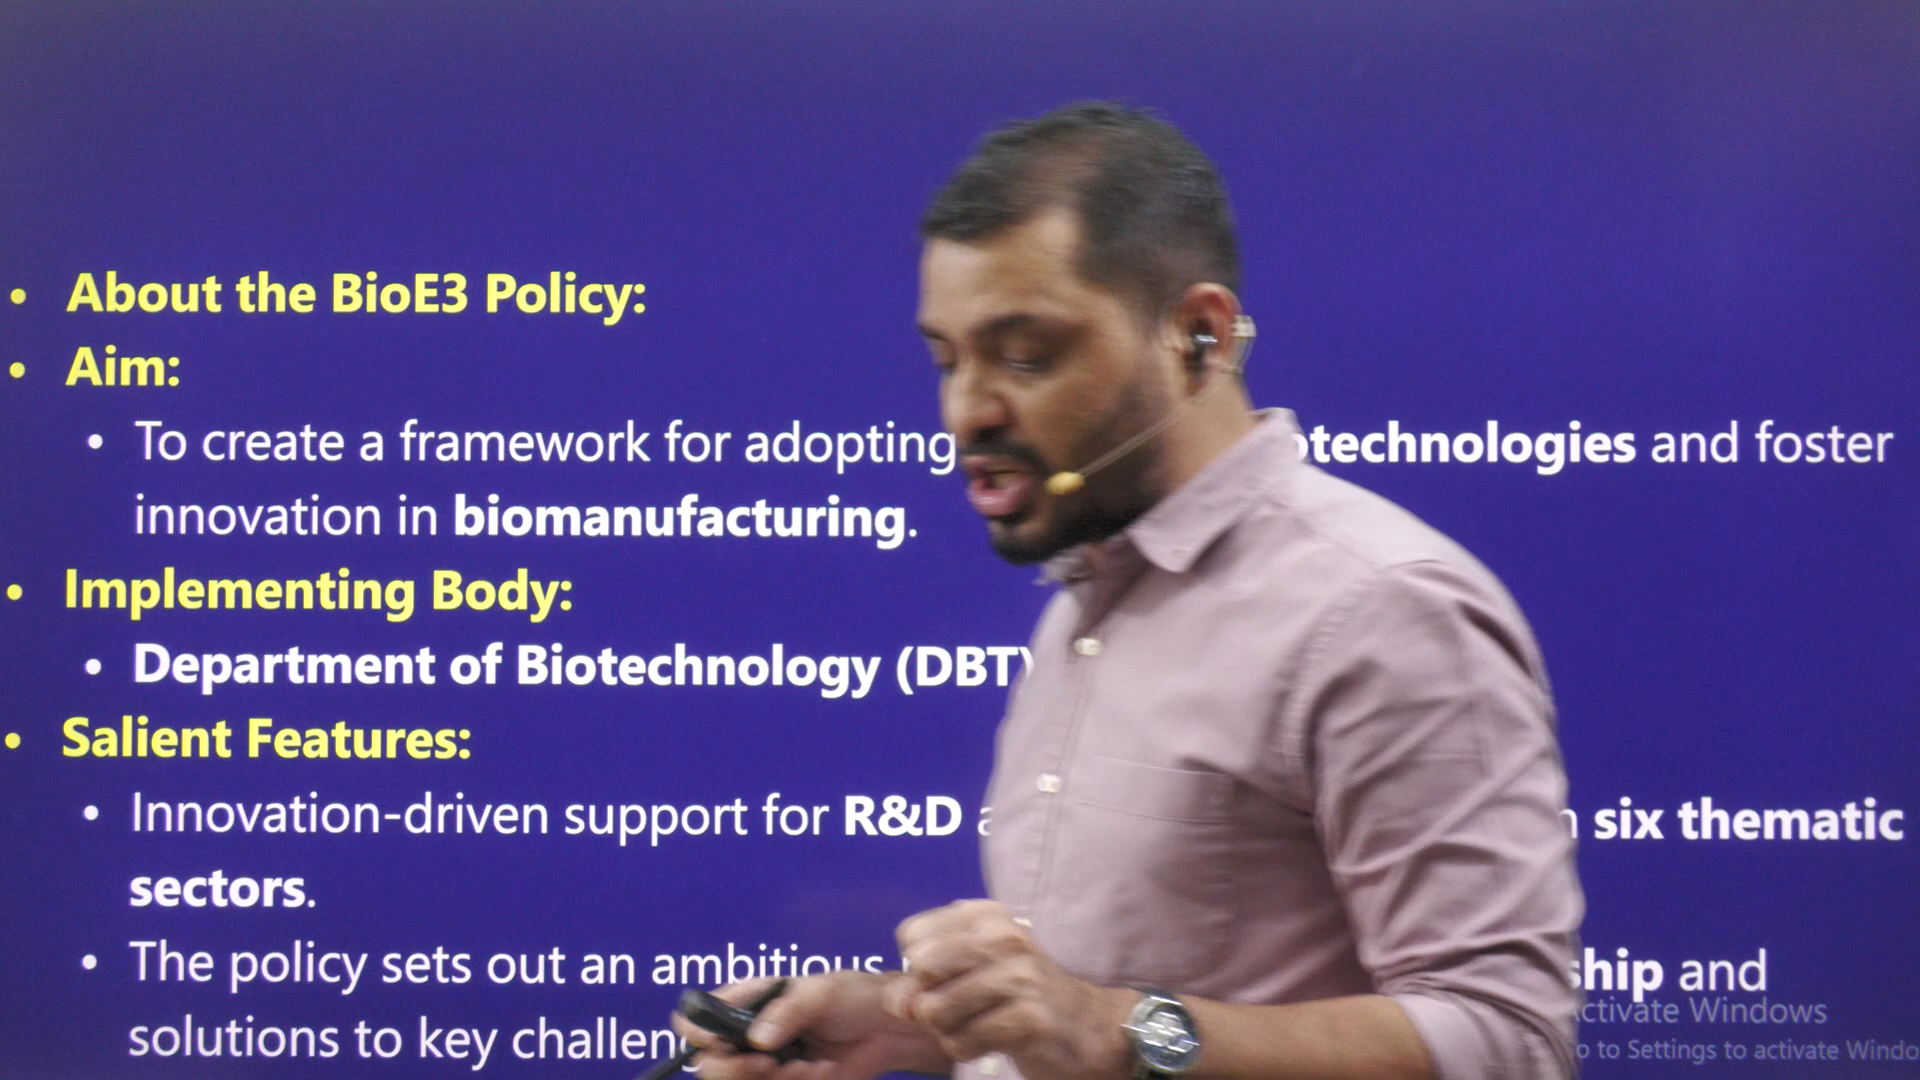 • About the BioE3 Policy:
• Aim:
• To create a framework for adopting and foster
innovation in biomanufacturing.
• Implementing Body:
• Department of Biotechnology (DBT)
• Salient Features:
• Innovation-driven support for R&D six thematic
sectors.
• The policy sets out an ambitious and
solutions to key
Activate Windows
to Settings to activate